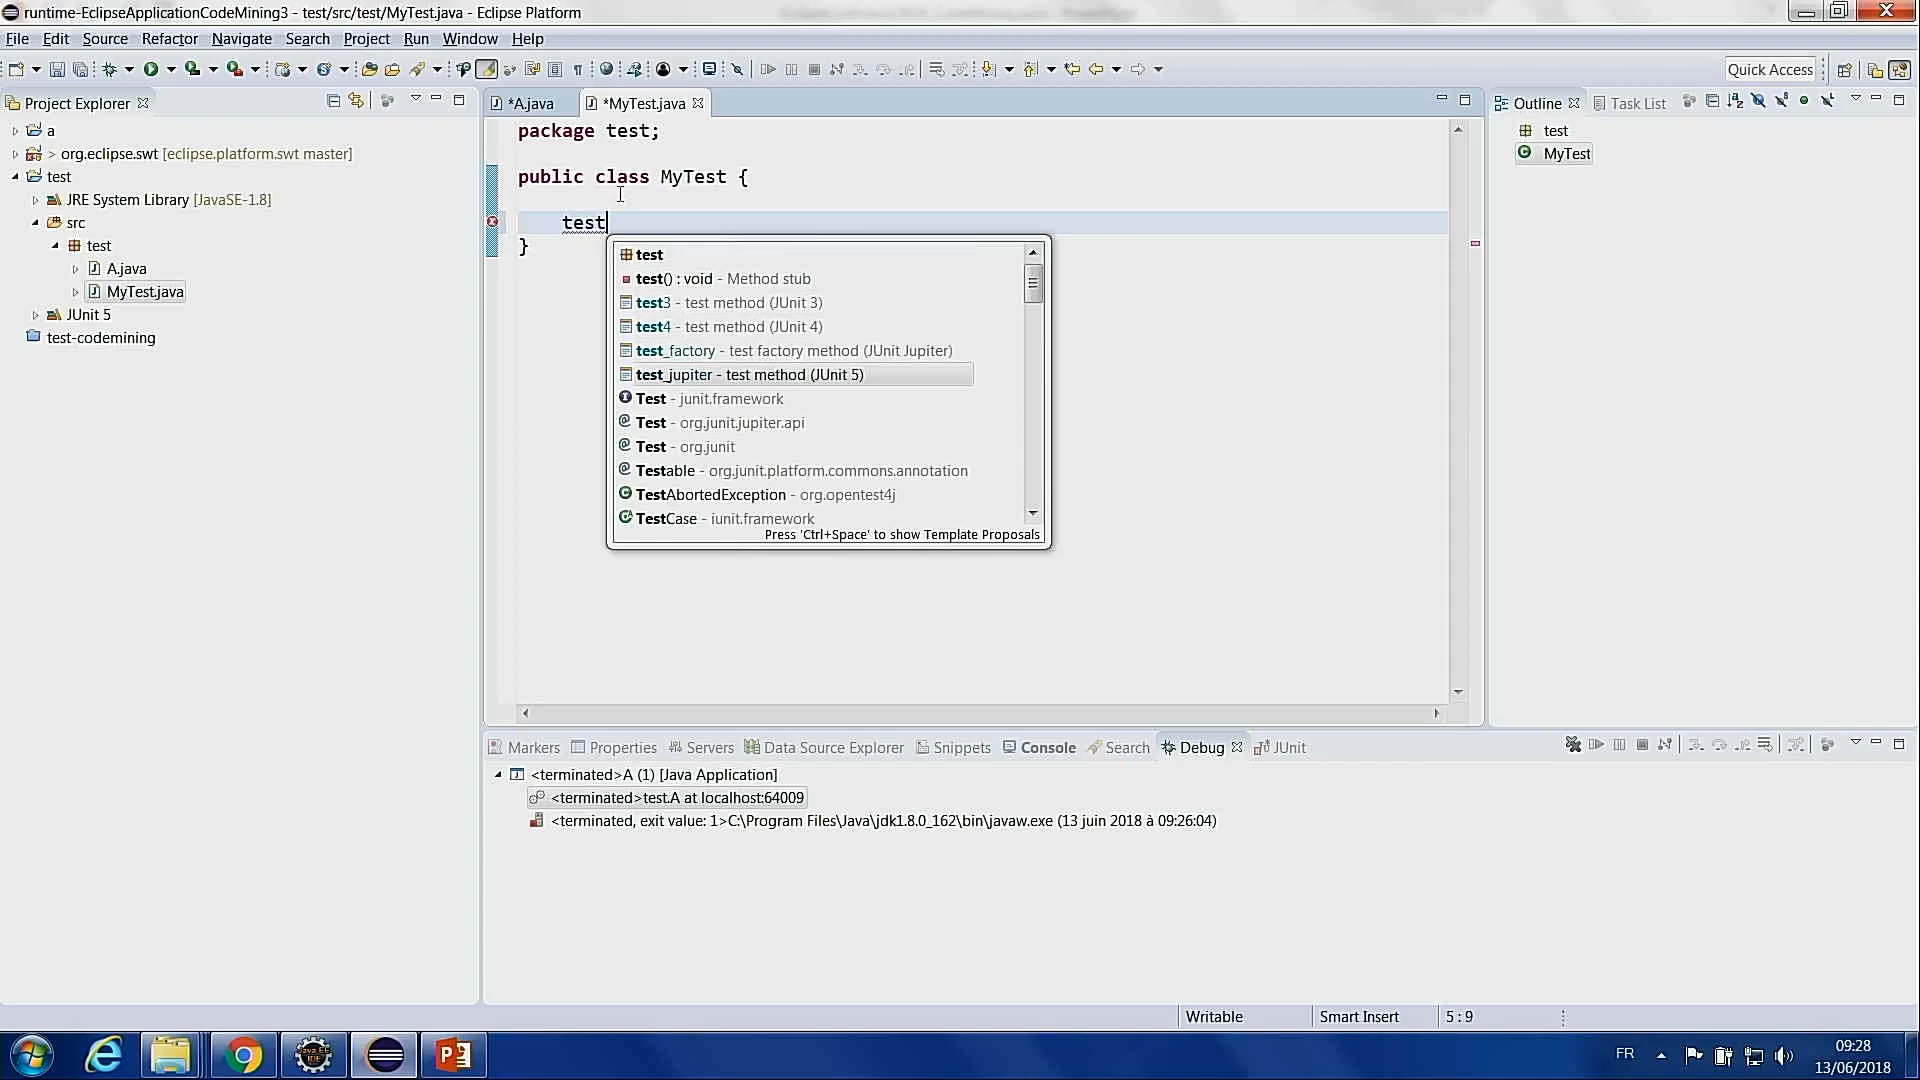 runtime-EclipseApplicationCodeMining3 - test/src/test/MyTest.java - Eclipse Platform
File Edit Source Refactor Navigate Search Project Run Window Help
Quick Access
Project Explorer
a
> org.eclipse.swt [eclipse.platform.swt master]
test
JRE System Library [JavaSE-1.8]
src
test
A.java
MyTest.java
JUnit 5
test-codemining
*A.java
*MyTest.java
package test;
public class MyTest {
test
}
test
test() : void - Method stub
test3 - test method (JUnit 3)
test4 - test method (JUnit 4)
test_factory - test factory method (JUnit Jupiter)
test_jupiter - test method (JUnit 5)
Test - junit.framework
Test - org.junit.jupiter.api
Test - org.junit
Testable - org.junit.platform.commons.annotation
TestAbortedException - org.opentest4j
TestCase - junit.framework
Press 'Ctrl+Space' to show Template Proposals
Outline
Task List
test
MyTest
Markers Properties Servers Data Source Explorer Snippets Console Search Debug JUnit
<terminated>A (1) [Java Application]
<terminated>test.A at localhost:64009
<terminated, exit value: 1>C:\Program Files\Java\jdk1.8.0_162\bin\javaw.exe (13 juin 2018 à 09:26:04)
Writable
Smart Insert
5 : 9
Java EE
IDE
FR
09:28
13/06/2018